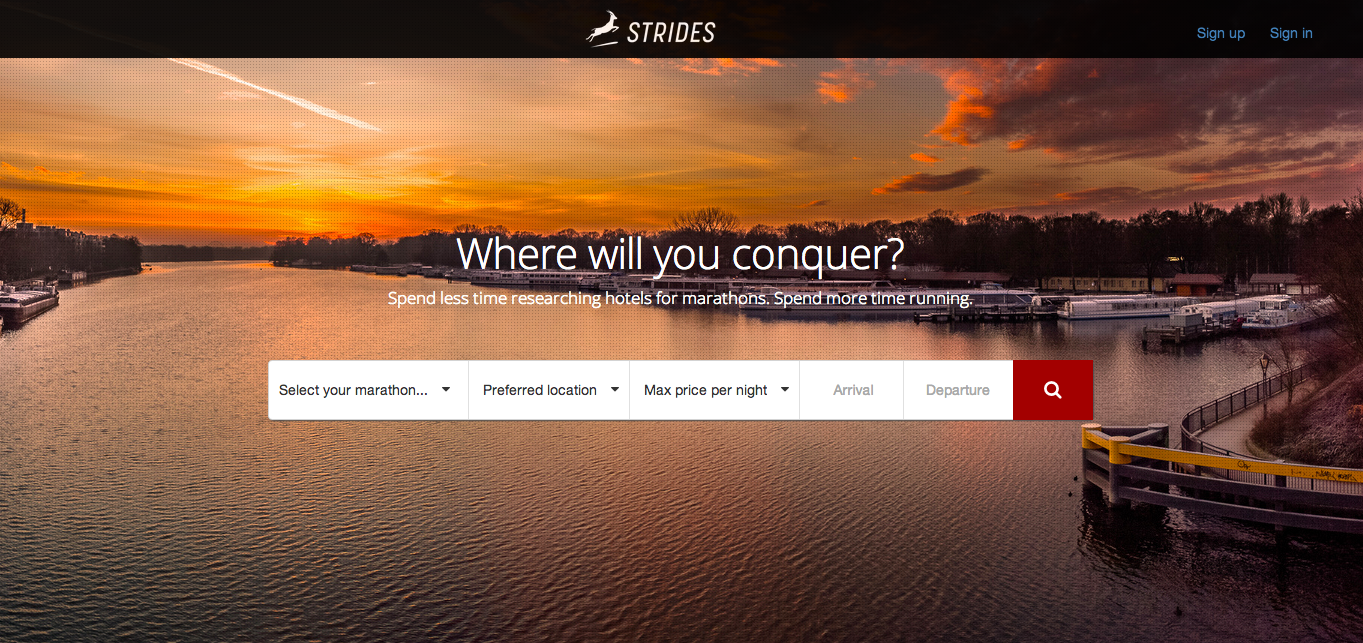 STRIDES
Sign up
Sign in
Where will you conquer?
Spend less time researching hotels for marathons. Spend more time running.
Select your marathon...
Preferred location
Max price per night
Arrival
Departure